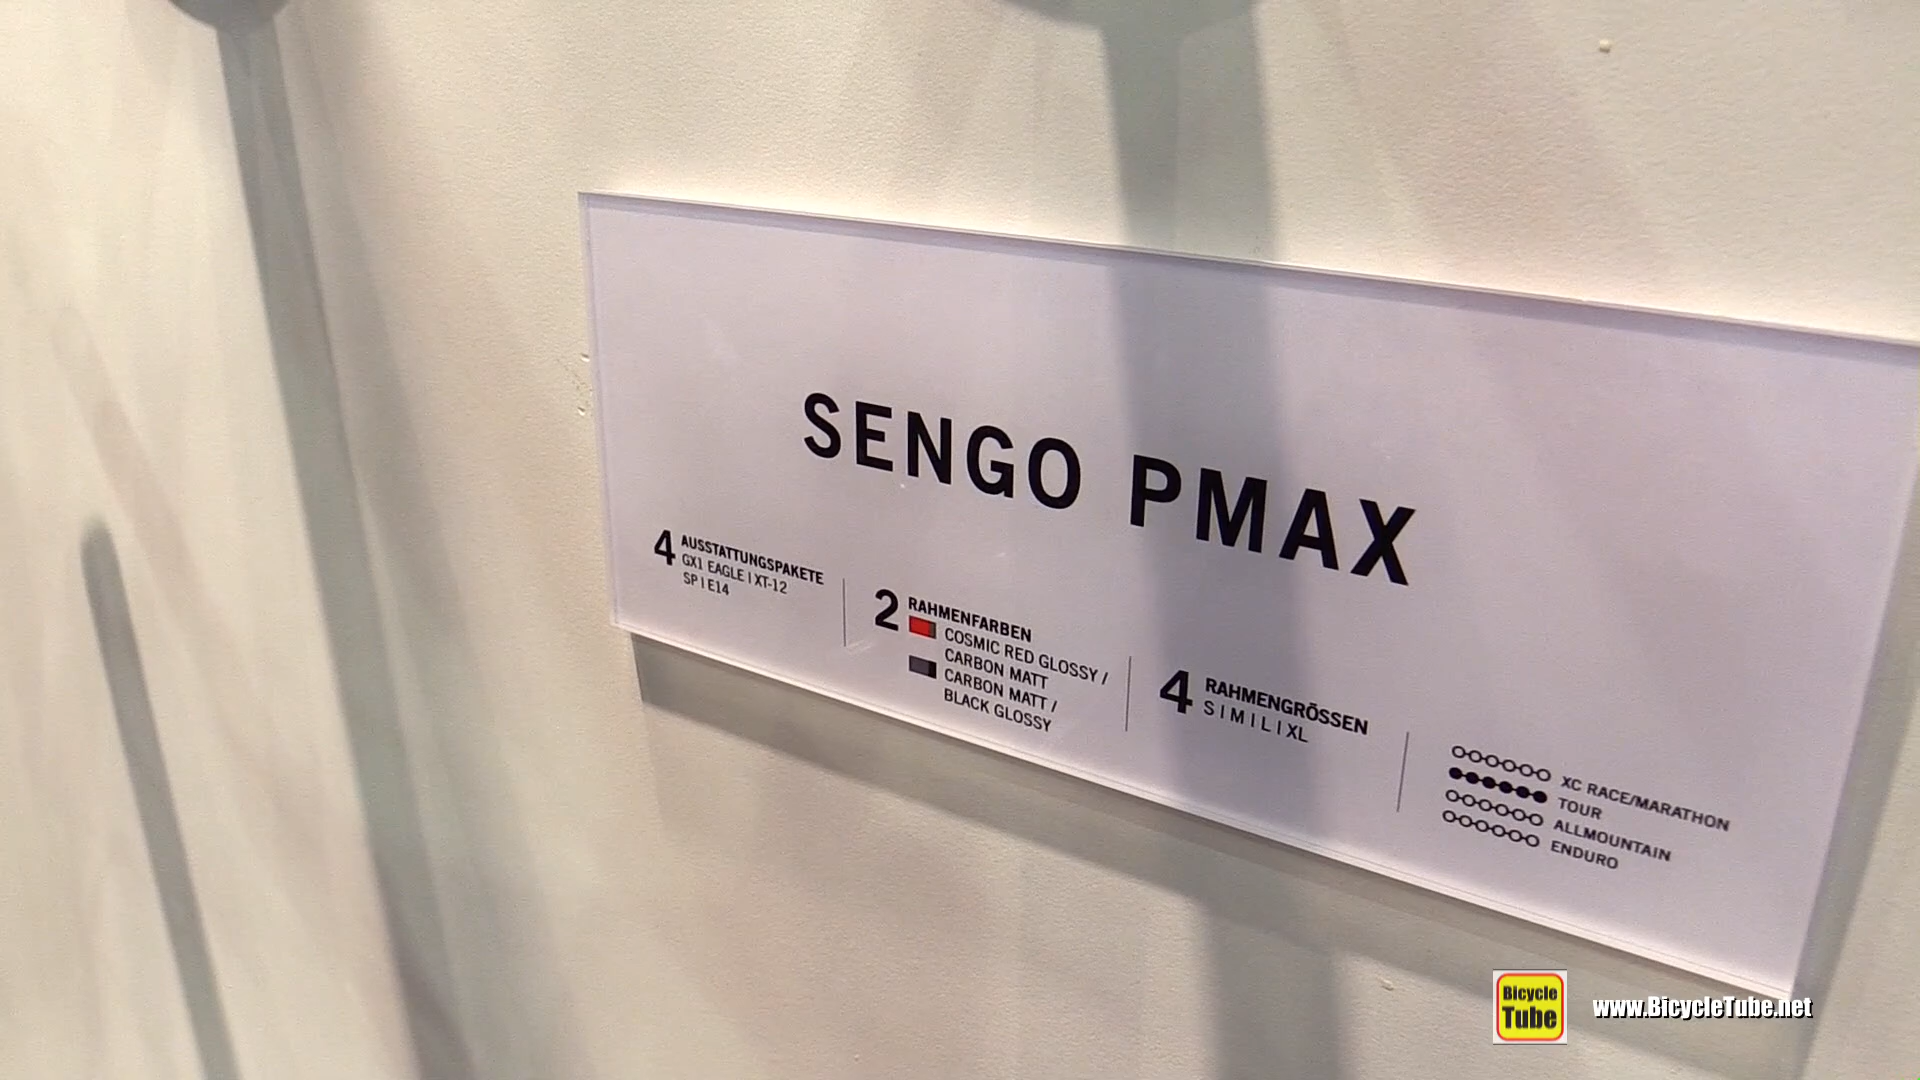 SENGO PMAX
4 AUSSTATTUNGSPAKETE
GX1 EAGLE | XT-12
SP | E14
2 RAHMENFARBEN
COSMIC RED GLOSSY /
CARBON MATT
CARBON MATT /
BLACK GLOSSY
4 RAHMENGRÖSSEN
S | M | L | XL
XC RACE/MARATHON
TOUR
ALLMOUNTAIN
ENDURO
Bicycle
Tube
www.BicycleTube.net